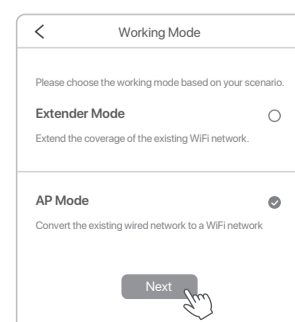 Working Mode
Please choose the working mode based on your scenario.
Extender Mode
Extend the coverage of the existing WiFi network.
AP Mode
Convert the existing wired network to a WiFi network
Next